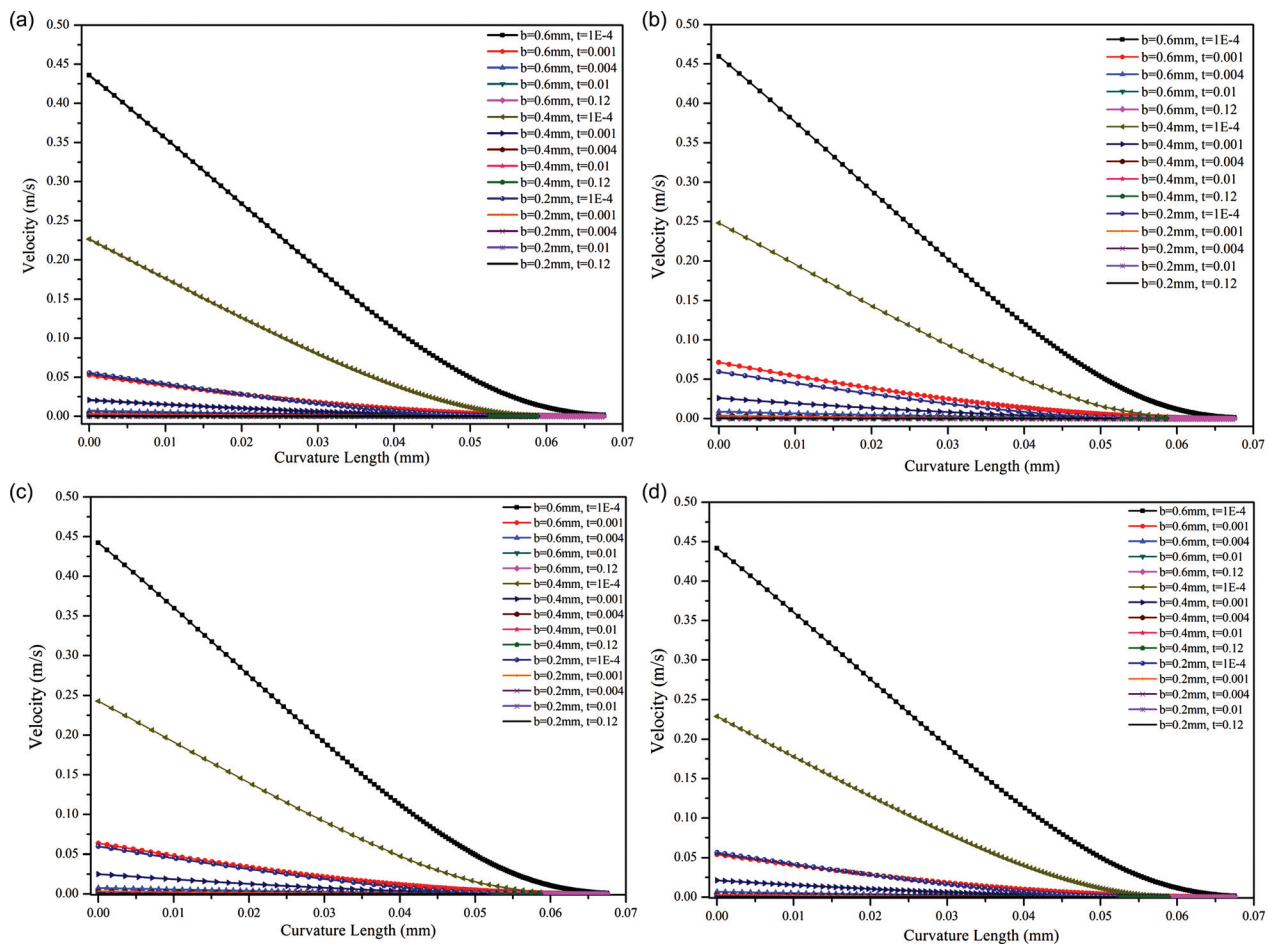 (a)
0.50
0.45
0.40
0.35
0.30
0.25
0.20
0.15
0.10
0.05
0.00
Velocity (m/s)
0.00 0.01 0.02 0.03 0.04 0.05 0.06 0.07
Curvature Length (mm)
b=0.6mm, t=1E-4
b=0.6mm, t=0.001
b=0.6mm, t=0.004
b=0.6mm, t=0.01
b=0.6mm, t=0.12
b=0.4mm, t=1E-4
b=0.4mm, t=0.001
b=0.4mm, t=0.004
b=0.4mm, t=0.01
b=0.4mm, t=0.12
b=0.2mm, t=1E-4
b=0.2mm, t=0.001
b=0.2mm, t=0.004
b=0.2mm, t=0.01
b=0.2mm, t=0.12
(b)
0.50
0.45
0.40
0.35
0.30
0.25
0.20
0.15
0.10
0.05
0.00
Velocity (m/s)
0.00 0.01 0.02 0.03 0.04 0.05 0.06 0.07
Curvature Length (mm)
b=0.6mm, t=1E-4
b=0.6mm, t=0.001
b=0.6mm, t=0.004
b=0.6mm, t=0.01
b=0.6mm, t=0.12
b=0.4mm, t=1E-4
b=0.4mm, t=0.001
b=0.4mm, t=0.004
b=0.4mm, t=0.01
b=0.4mm, t=0.12
b=0.2mm, t=1E-4
b=0.2mm, t=0.001
b=0.2mm, t=0.004
b=0.2mm, t=0.01
b=0.2mm, t=0.12
(c)
0.50
0.45
0.40
0.35
0.30
0.25
0.20
0.15
0.10
0.05
0.00
Velocity (m/s)
0.00 0.01 0.02 0.03 0.04 0.05 0.06 0.07
Curvature Length (mm)
b=0.6mm, t=1E-4
b=0.6mm, t=0.001
b=0.6mm, t=0.004
b=0.6mm, t=0.01
b=0.6mm, t=0.12
b=0.4mm, t=1E-4
b=0.4mm, t=0.001
b=0.4mm, t=0.004
b=0.4mm, t=0.01
b=0.4mm, t=0.12
b=0.2mm, t=1E-4
b=0.2mm, t=0.001
b=0.2mm, t=0.004
b=0.2mm, t=0.01
b=0.2mm, t=0.12
(d)
0.50
0.45
0.40
0.35
0.30
0.25
0.20
0.15
0.10
0.05
0.00
Velocity (m/s)
0.00 0.01 0.02 0.03 0.04 0.05 0.06 0.07
Curvature Length (mm)
b=0.6mm, t=1E-4
b=0.6mm, t=0.001
b=0.6mm, t=0.004
b=0.6mm, t=0.01
b=0.6mm, t=0.12
b=0.4mm, t=1E-4
b=0.4mm, t=0.001
b=0.4mm, t=0.004
b=0.4mm, t=0.01
b=0.4mm, t=0.12
b=0.2mm, t=1E-4
b=0.2mm, t=0.001
b=0.2mm, t=0.004
b=0.2mm, t=0.01
b=0.2mm, t=0.12